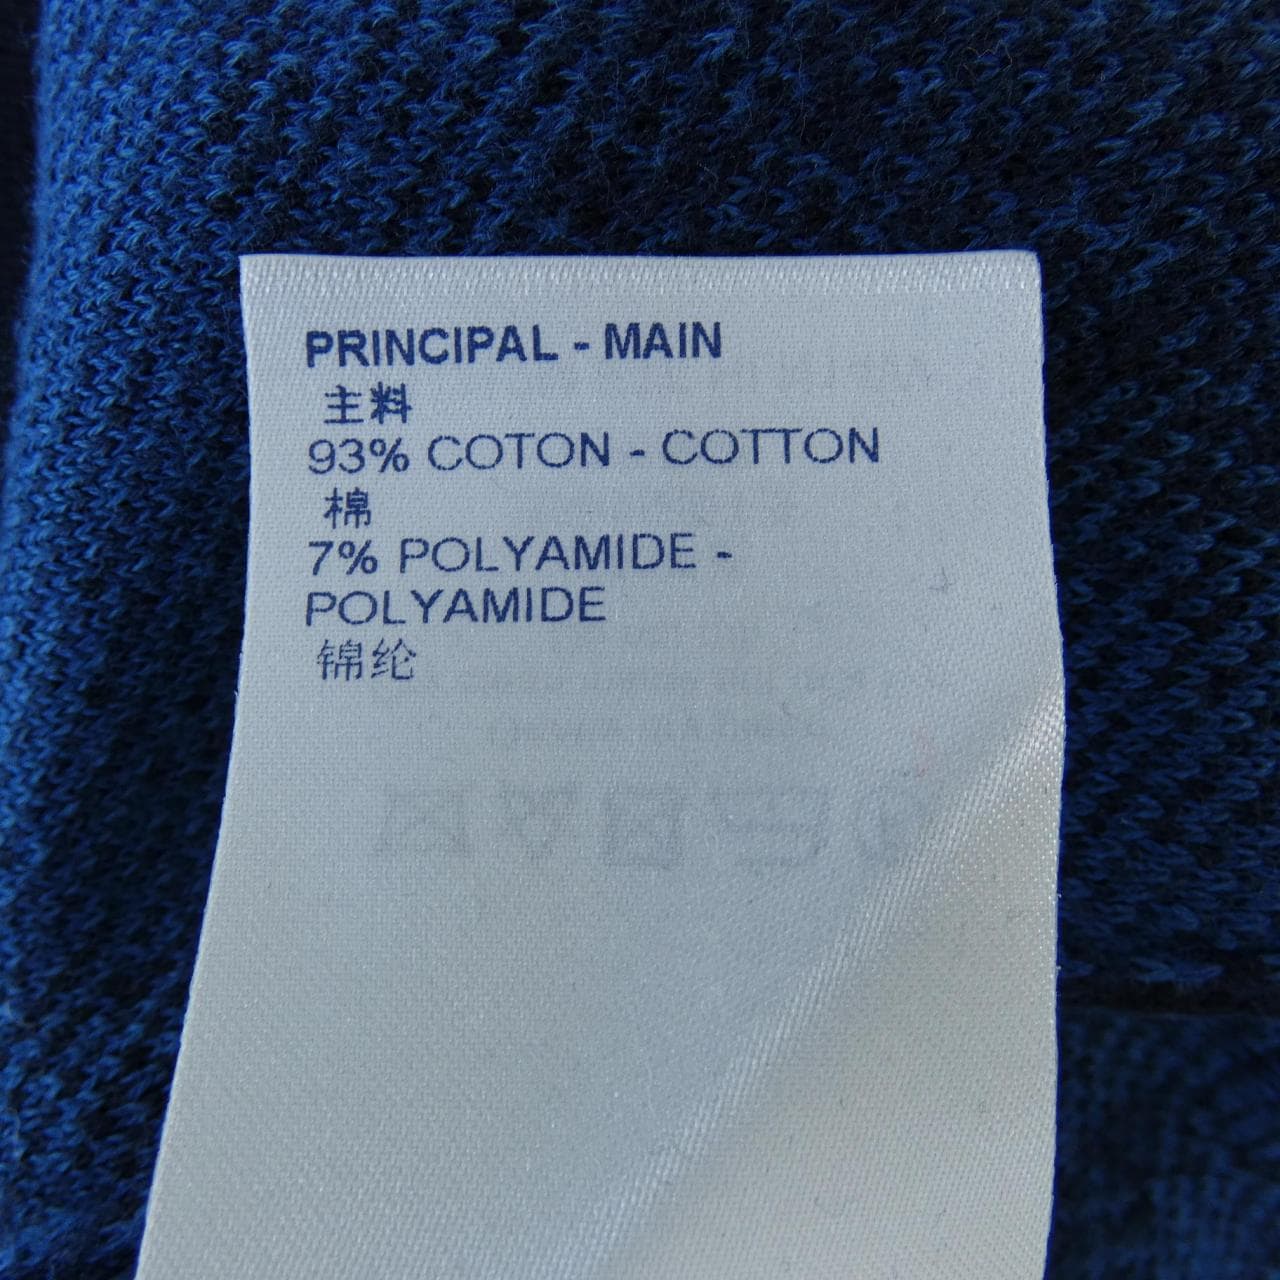 PRINCIPAL - MAIN
主料
93% COTON - COTTON
棉
7% POLYAMIDE -
POLYAMIDE
锦纶